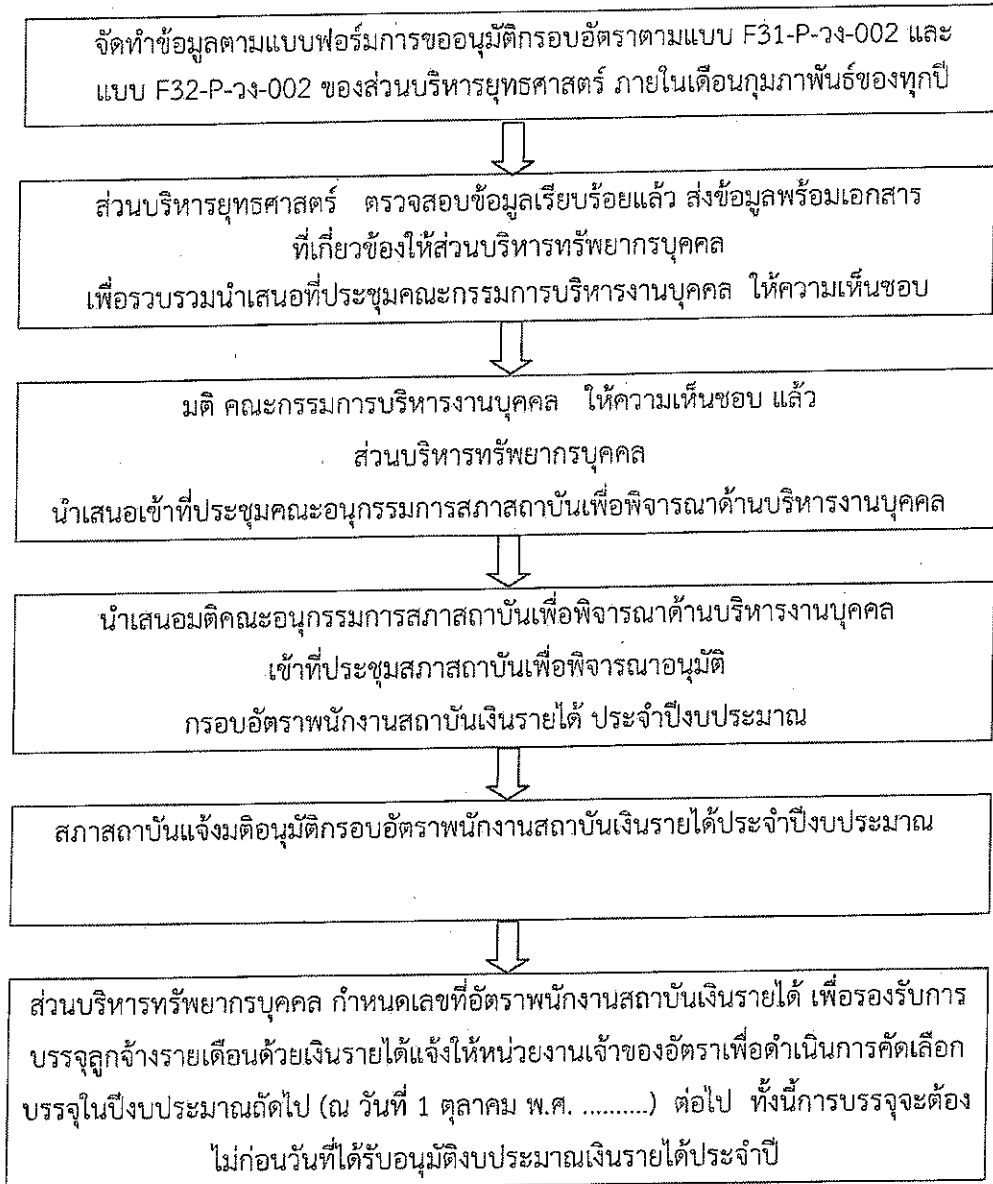 จัดทำข้อมูลตามแบบฟอร์มการขออนุมัติกรอบอัตราตามแบบ F31-P-วง-002 และ
แบบ F32-P-วง-002 ของส่วนบริหารยุทธศาสตร์ ภายในเดือนกุมภาพันธ์ของทุกปี
ส่วนบริหารยุทธศาสตร์ ตรวจสอบข้อมูลเรียบร้อยแล้ว ส่งข้อมูลพร้อมเอกสาร
ที่เกี่ยวข้องให้ส่วนบริหารทรัพยากรบุคคล
เพื่อรวบรวมนำเสนอที่ประชุมคณะกรรมการบริหารงานบุคคล ให้ความเห็นชอบ
มติ คณะกรรมการบริหารงานบุคคล ให้ความเห็นชอบ แล้ว
ส่วนบริหารทรัพยากรบุคคล
นำเสนอเข้าที่ประชุมคณะอนุกรรมการสภาสถาบันเพื่อพิจารณาด้านบริหารงานบุคคล
นำเสนอมติคณะอนุกรรมการสภาสถาบันเพื่อพิจารณาด้านบริหารงานบุคคล
เข้าที่ประชุมสภาสถาบันเพื่อพิจารณาอนุมัติ
กรอบอัตราพนักงานสถาบันเงินรายได้ ประจำปีงบประมาณ
สภาสถาบันแจ้งมติอนุมัติกรอบอัตราพนักงานสถาบันเงินรายได้ประจำปีงบประมาณ
ส่วนบริหารทรัพยากรบุคคล กำหนดเลขที่อัตราพนักงานสถาบันเงินรายได้ เพื่อรองรับการ
บรรจุลูกจ้างรายเดือนด้วยเงินรายได้แจ้งให้หน่วยงานเจ้าของอัตราเพื่อดำเนินการคัดเลือก
บรรจุในปีงบประมาณถัดไป (ณ วันที่ 1 ตุลาคม พ.ศ. ..........) ต่อไป ทั้งนี้การบรรจุจะต้อง
ไม่ก่อนวันที่ได้รับอนุมัติงบประมาณเงินรายได้ประจำปี